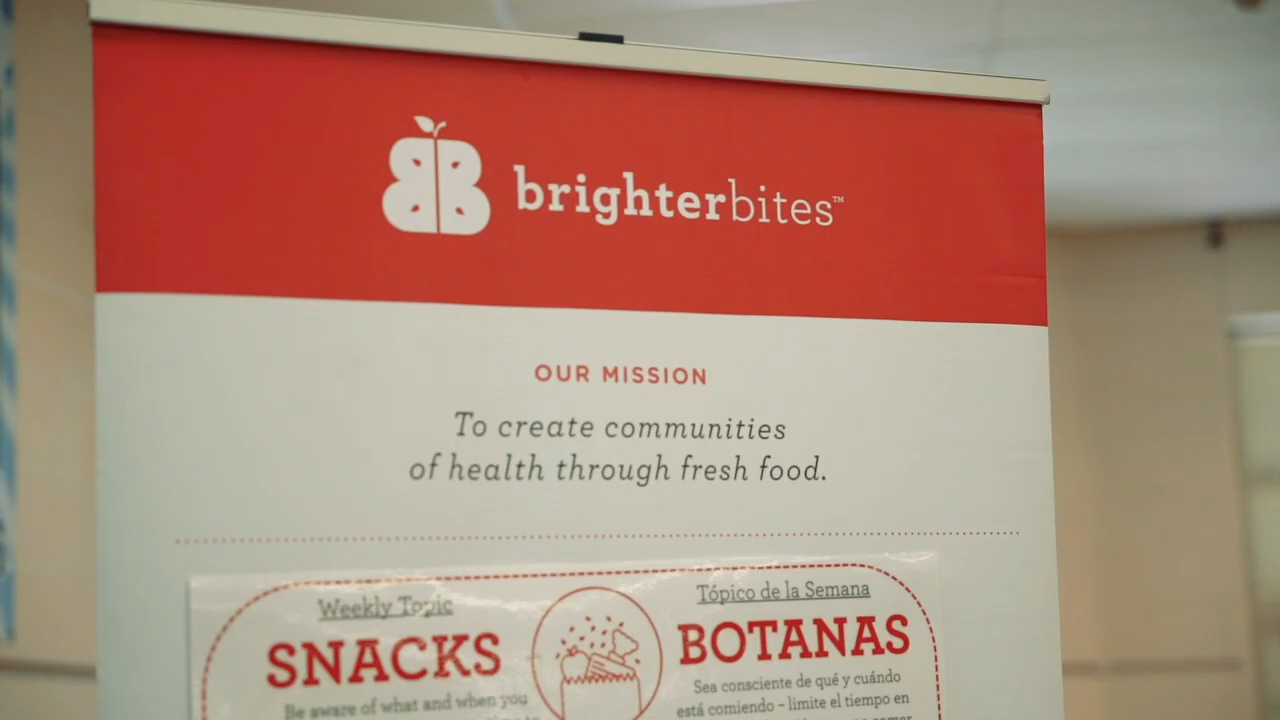 brighterbites™
OUR MISSION
To create communities
of health through fresh food.
Weekly Topic
SNACKS
Be aware of what and when you
Tópico de la Semana
BOTANAS
Sea consciente de qué y cuándo
está comiendo – limite el tiempo en